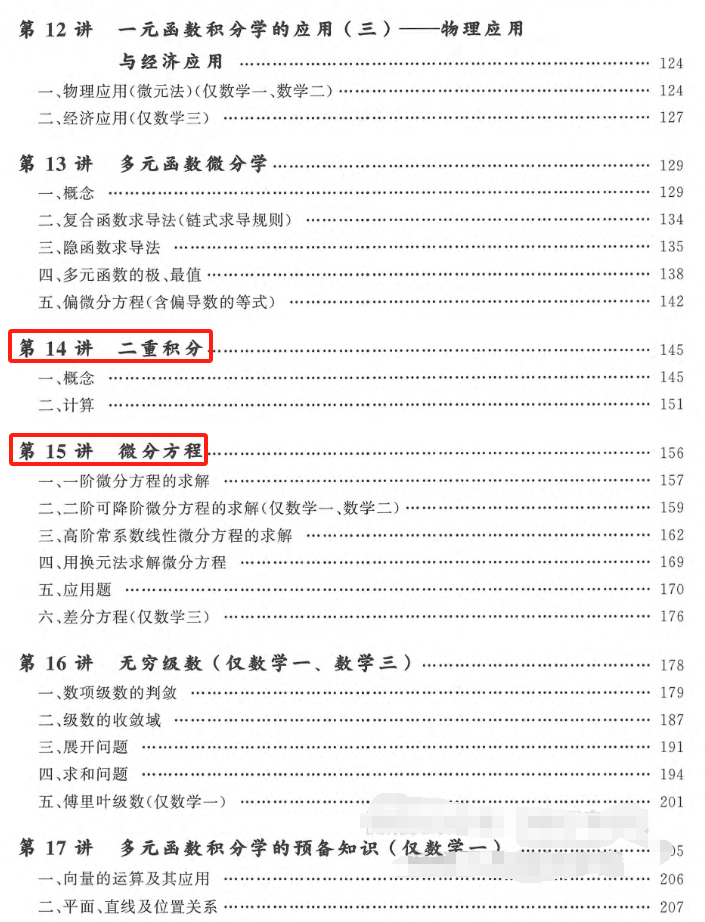 第 12 讲 一元函数积分学的应用(三)——物理应用
与经济应用 …… 124
一、物理应用(微元法)(仅数学一、数学二) …… 124
二、经济应用(仅数学三) …… 127
第 13 讲 多元函数微分学 …… 129
一、概念 …… 129
二、复合函数求导法(链式求导规则) …… 134
三、隐函数求导法 …… 135
四、多元函数的极、最值 …… 138
五、偏微分方程(含偏导数的等式) …… 142
第 14 讲 二重积分 …… 145
一、概念 …… 145
二、计算 …… 151
第 15 讲 微分方程 …… 156
一、一阶微分方程的求解 …… 157
二、二阶可降阶微分方程的求解(仅数学一、数学二) …… 159
三、高阶常系数线性微分方程的求解 …… 162
四、用换元法求解微分方程 …… 169
五、应用题 …… 170
六、差分方程(仅数学三) …… 176
第 16 讲 无穷级数(仅数学一、数学三) …… 178
一、数项级数的判敛 …… 179
二、级数的收敛域 …… 187
三、展开问题 …… 191
四、求和问题 …… 194
五、傅里叶级数(仅数学一) …… 201
第 17 讲 多元函数积分学的预备知识(仅数学一) ……
一、向量的运算及其应用 …… 206
二、平面、直线及位置关系 …… 207